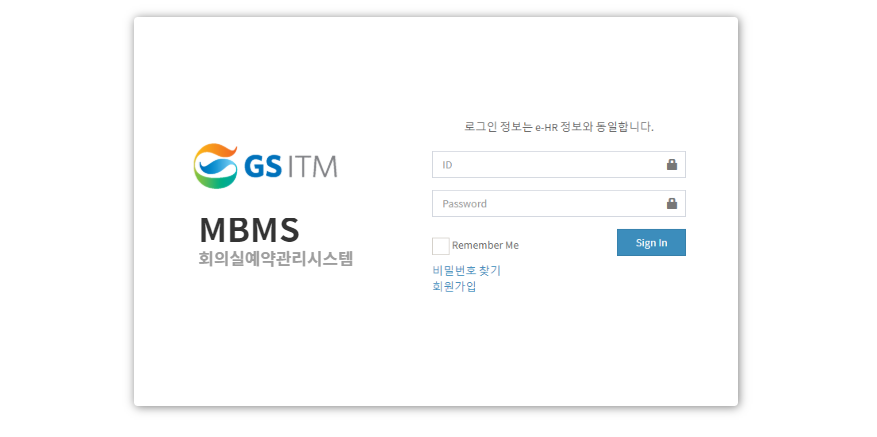 GS ITM
MBMS
회의실예약관리시스템
로그인 정보는 e-HR 정보와 동일합니다.
ID
Password
Remember Me
Sign In
비밀번호 찾기
회원가입